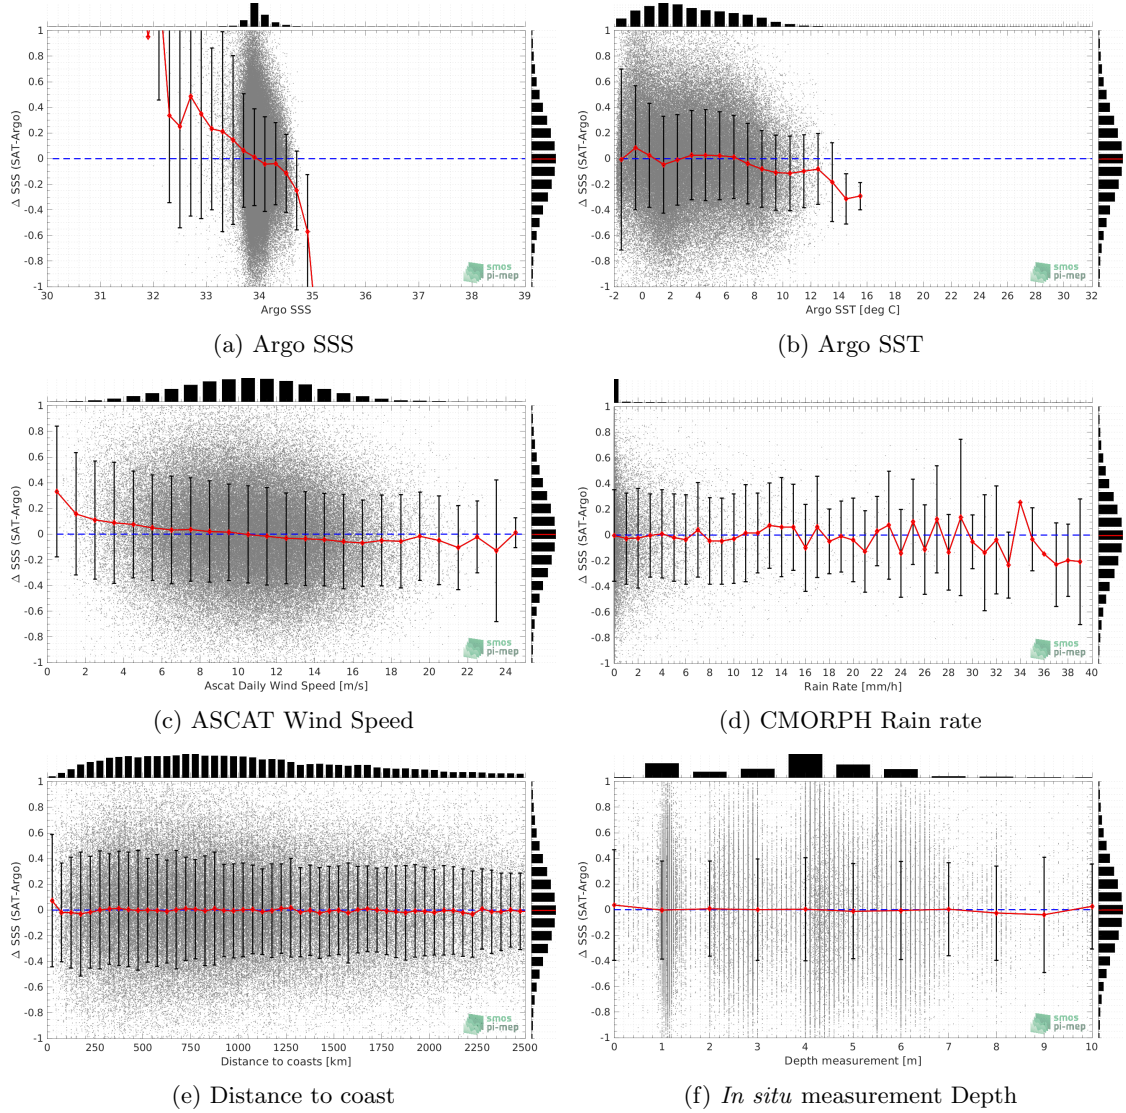 1
0.8
0.6
0.4
0.2
0
-0.2
-0.4
-0.6
-0.8
-1
Δ SSS (SAT-Argo)
30 31 32 33 34 35 36 37 38 39
Argo SSS
smos
pi-mep
(a) Argo SSS
1
0.8
0.6
0.4
0.2
0
-0.2
-0.4
-0.6
-0.8
-1
Δ SSS (SAT-Argo)
-2 0 2 4 6 8 10 12 14 16 18 20 22 24 26 28 30 32
Argo SST [deg C]
smos
pi-mep
(b) Argo SST
1
0.8
0.6
0.4
0.2
0
-0.2
-0.4
-0.6
-0.8
-1
Δ SSS (SAT-Argo)
0 2 4 6 8 10 12 14 16 18 20 22 24
Ascat Daily Wind Speed [m/s]
smos
pi-mep
(c) ASCAT Wind Speed
1
0.8
0.6
0.4
0.2
0
-0.2
-0.4
-0.6
-0.8
-1
Δ SSS (SAT-Argo)
0 2 4 6 8 10 12 14 16 18 20 22 24 26 28 30 32 34 36 38 40
Rain Rate [mm/h]
smos
pi-mep
(d) CMORPH Rain rate
1
0.8
0.6
0.4
0.2
0
-0.2
-0.4
-0.6
-0.8
-1
Δ SSS (SAT-Argo)
0 250 500 750 1000 1250 1500 1750 2000 2250 2500
Distance to coasts [km]
smos
pi-mep
(e) Distance to coast
1
0.8
0.6
0.4
0.2
0
-0.2
-0.4
-0.6
-0.8
-1
Δ SSS (SAT-Argo)
0 1 2 3 4 5 6 7 8 9 10
Depth measurement [m]
smos
pi-mep
(f) In situ measurement Depth